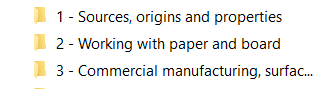 1 - Sources, origins and properties
2 - Working with paper and board
3 - Commercial manufacturing, surfac...